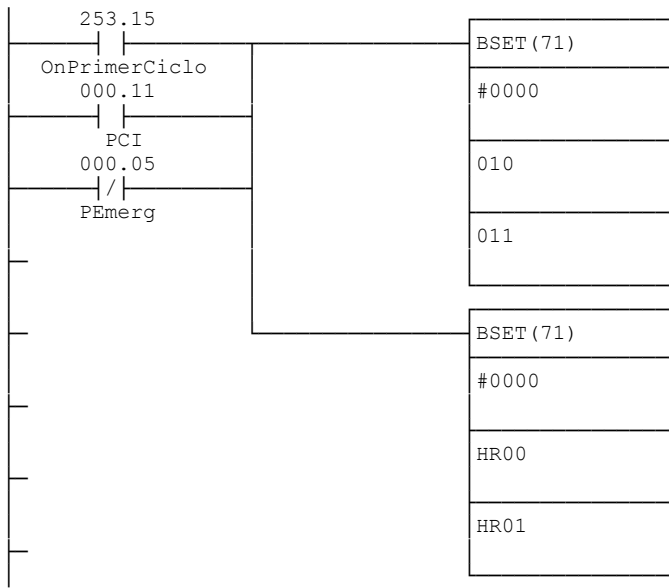 253.15
BSET(71)
OnPrimerCiclo
000.11
#0000
PCI
000.05
010
/
PEmerg
011
BSET(71)
#0000
HR00
HR01